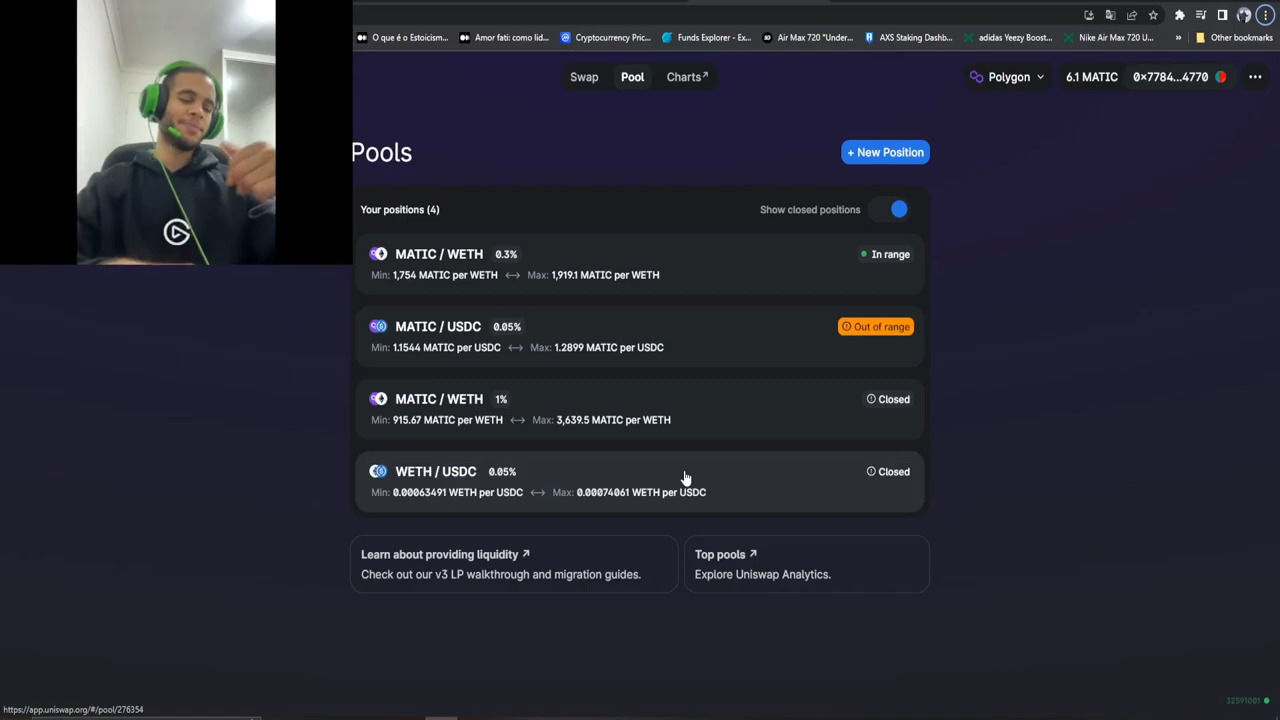 O que é o Estoicism... Amor fati: como lid... Cryptocurrency Pric... Funds Explorer - Ex... Air Max 720 "Under... AXS Staking Dashb... adidas Yeezy Boost... Nike Air Max 720 U... » Other bookmarks
Swap Pool Charts↗ Polygon 6.1 MATIC 0×7784...4770 ...
Pools + New Position
Your positions (4) Show closed positions
MATIC / WETH 0.3% In range
Min: 1,754 MATIC per WETH ↔ Max: 1,919.1 MATIC per WETH
MATIC / USDC 0.05% Out of range
Min: 1.1544 MATIC per USDC ↔ Max: 1.2899 MATIC per USDC
MATIC / WETH 1% Closed
Min: 915.67 MATIC per WETH ↔ Max: 3,639.5 MATIC per WETH
WETH / USDC 0.05% Closed
Min: 0.00063491 WETH per USDC ↔ Max: 0.00074061 WETH per USDC
Learn about providing liquidity ↗ Top pools ↗
Check out our v3 LP walkthrough and migration guides. Explore Uniswap Analytics.
32591001
https://app.uniswap.org/#/pool/276354